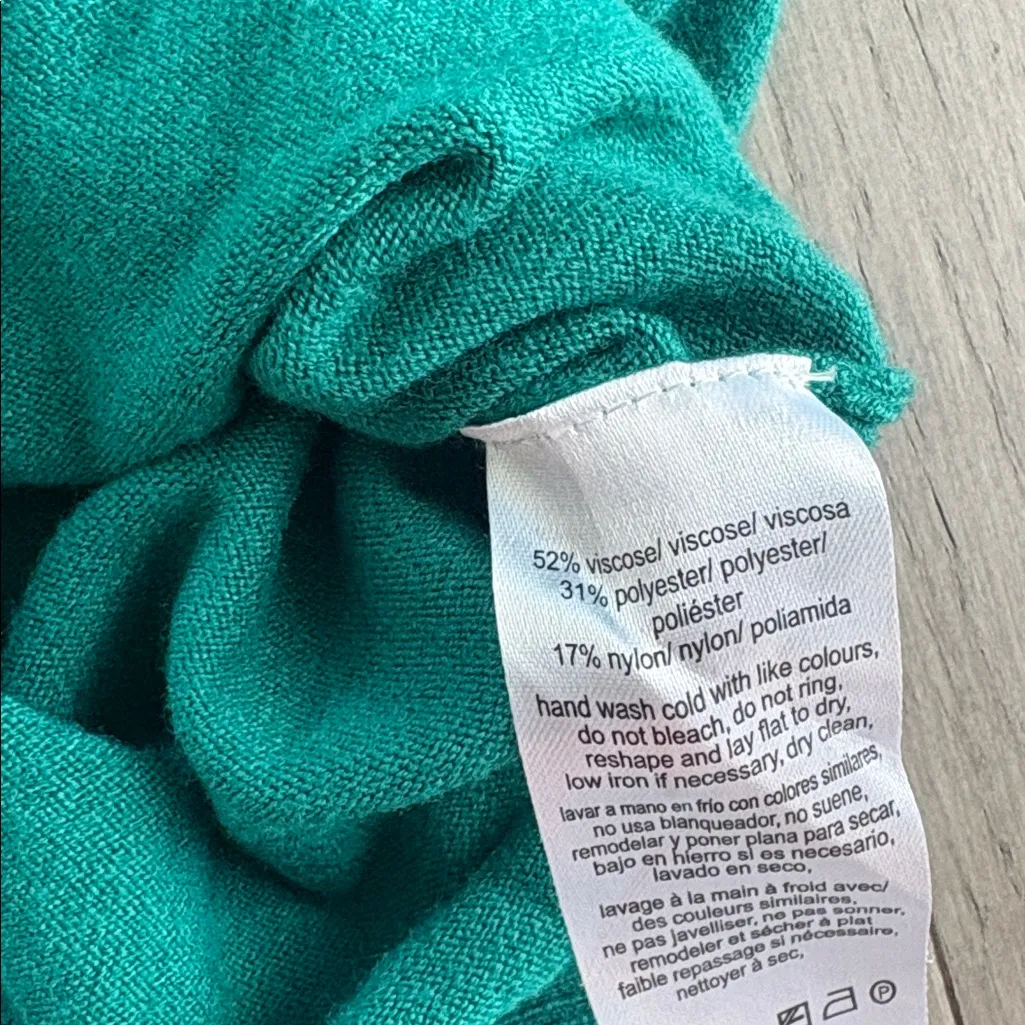 52% viscose/ viscose/ viscosa
31% polyester/ polyester/
poliéster
17% nylon/ nylon/ poliamida
hand wash cold with like colours,
do not bleach, do not ring,
reshape and lay flat to dry,
low iron if necessary, dry clean,
lavar a mano en frío con colores similares,
no usa blanqueador, no suene,
remodelar y poner plana para secar,
bajo en hierro si es necesario,
lavado en seco,
lavage à la main à froid avec/
des couleurs similaires,
ne pas javelliser, ne pas sonner,
remodeler et sécher à plat
faible repassage si nécessaire,
nettoyer à sec,
P